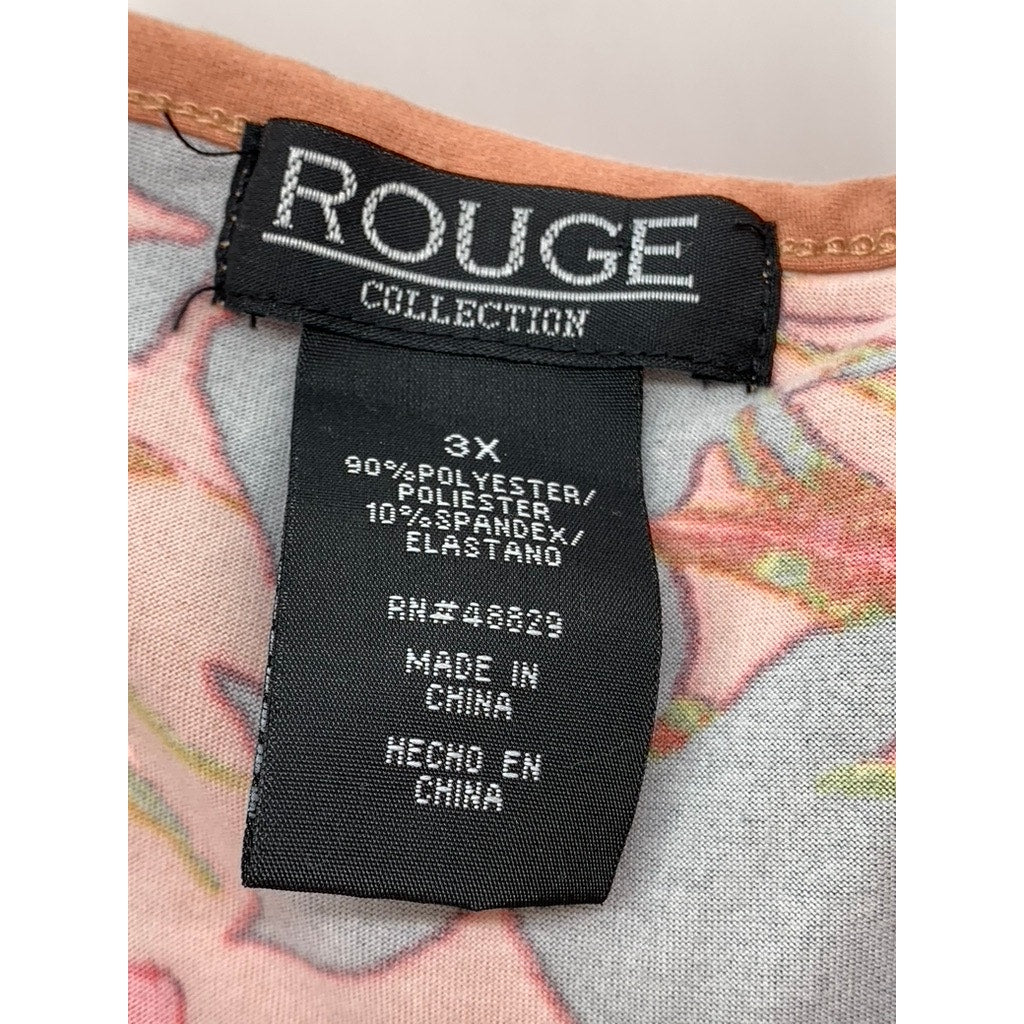 ROUGE
COLLECTION
3X
90%POLYESTER/
POLIESTER
10%SPANDEX/
ELASTANO
RN#48829
MADE IN
CHINA
HECHO EN
CHINA